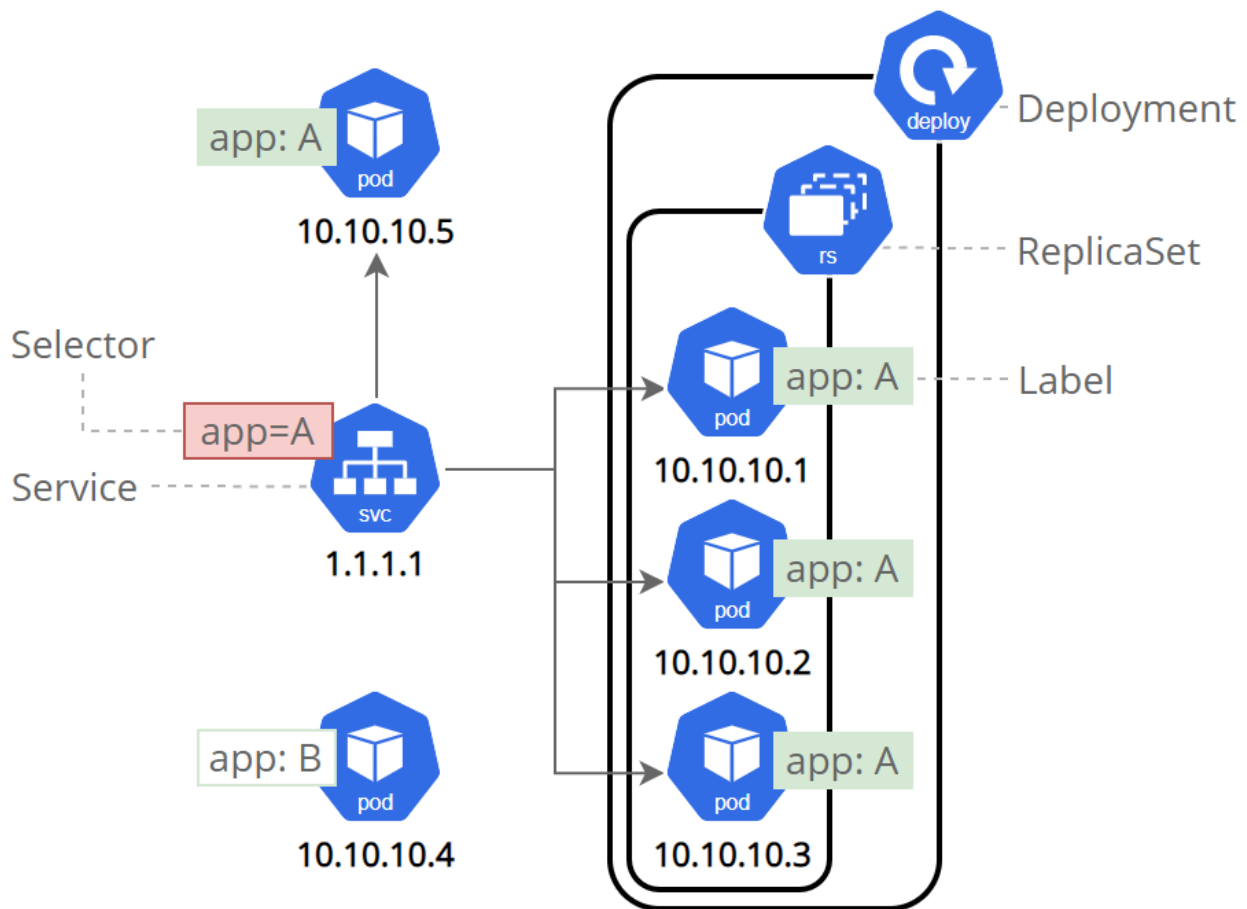 deploy
Deployment
app: A
pod
10.10.10.5
rs
ReplicaSet
Selector
app=A
Service
svc
1.1.1.1
app: A
Label
pod
10.10.10.1
app: A
pod
10.10.10.2
app: B
pod
10.10.10.4
app: A
pod
10.10.10.3